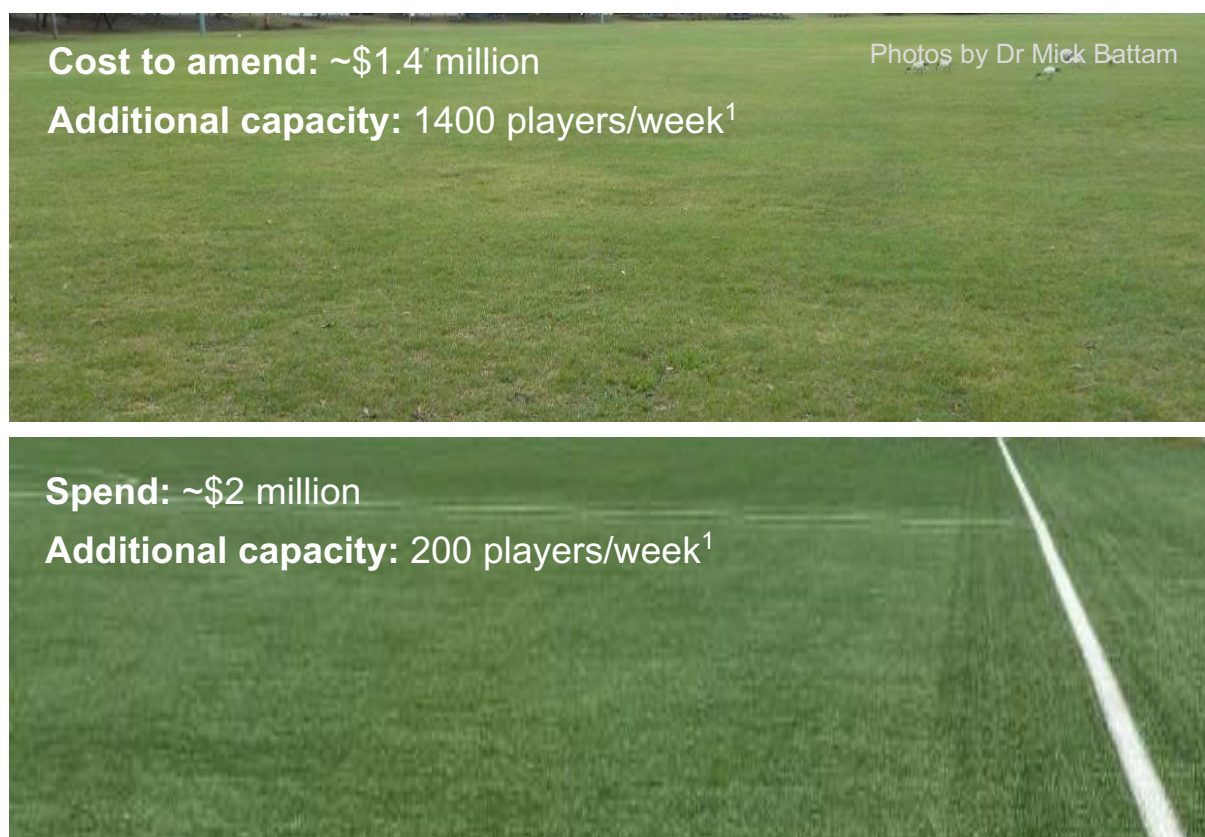 Cost to amend: ~$1.4 million
Photos by Dr Mick Battam
Additional capacity: 1400 players/week¹
Spend: ~$2 million
Additional capacity: 200 players/week¹